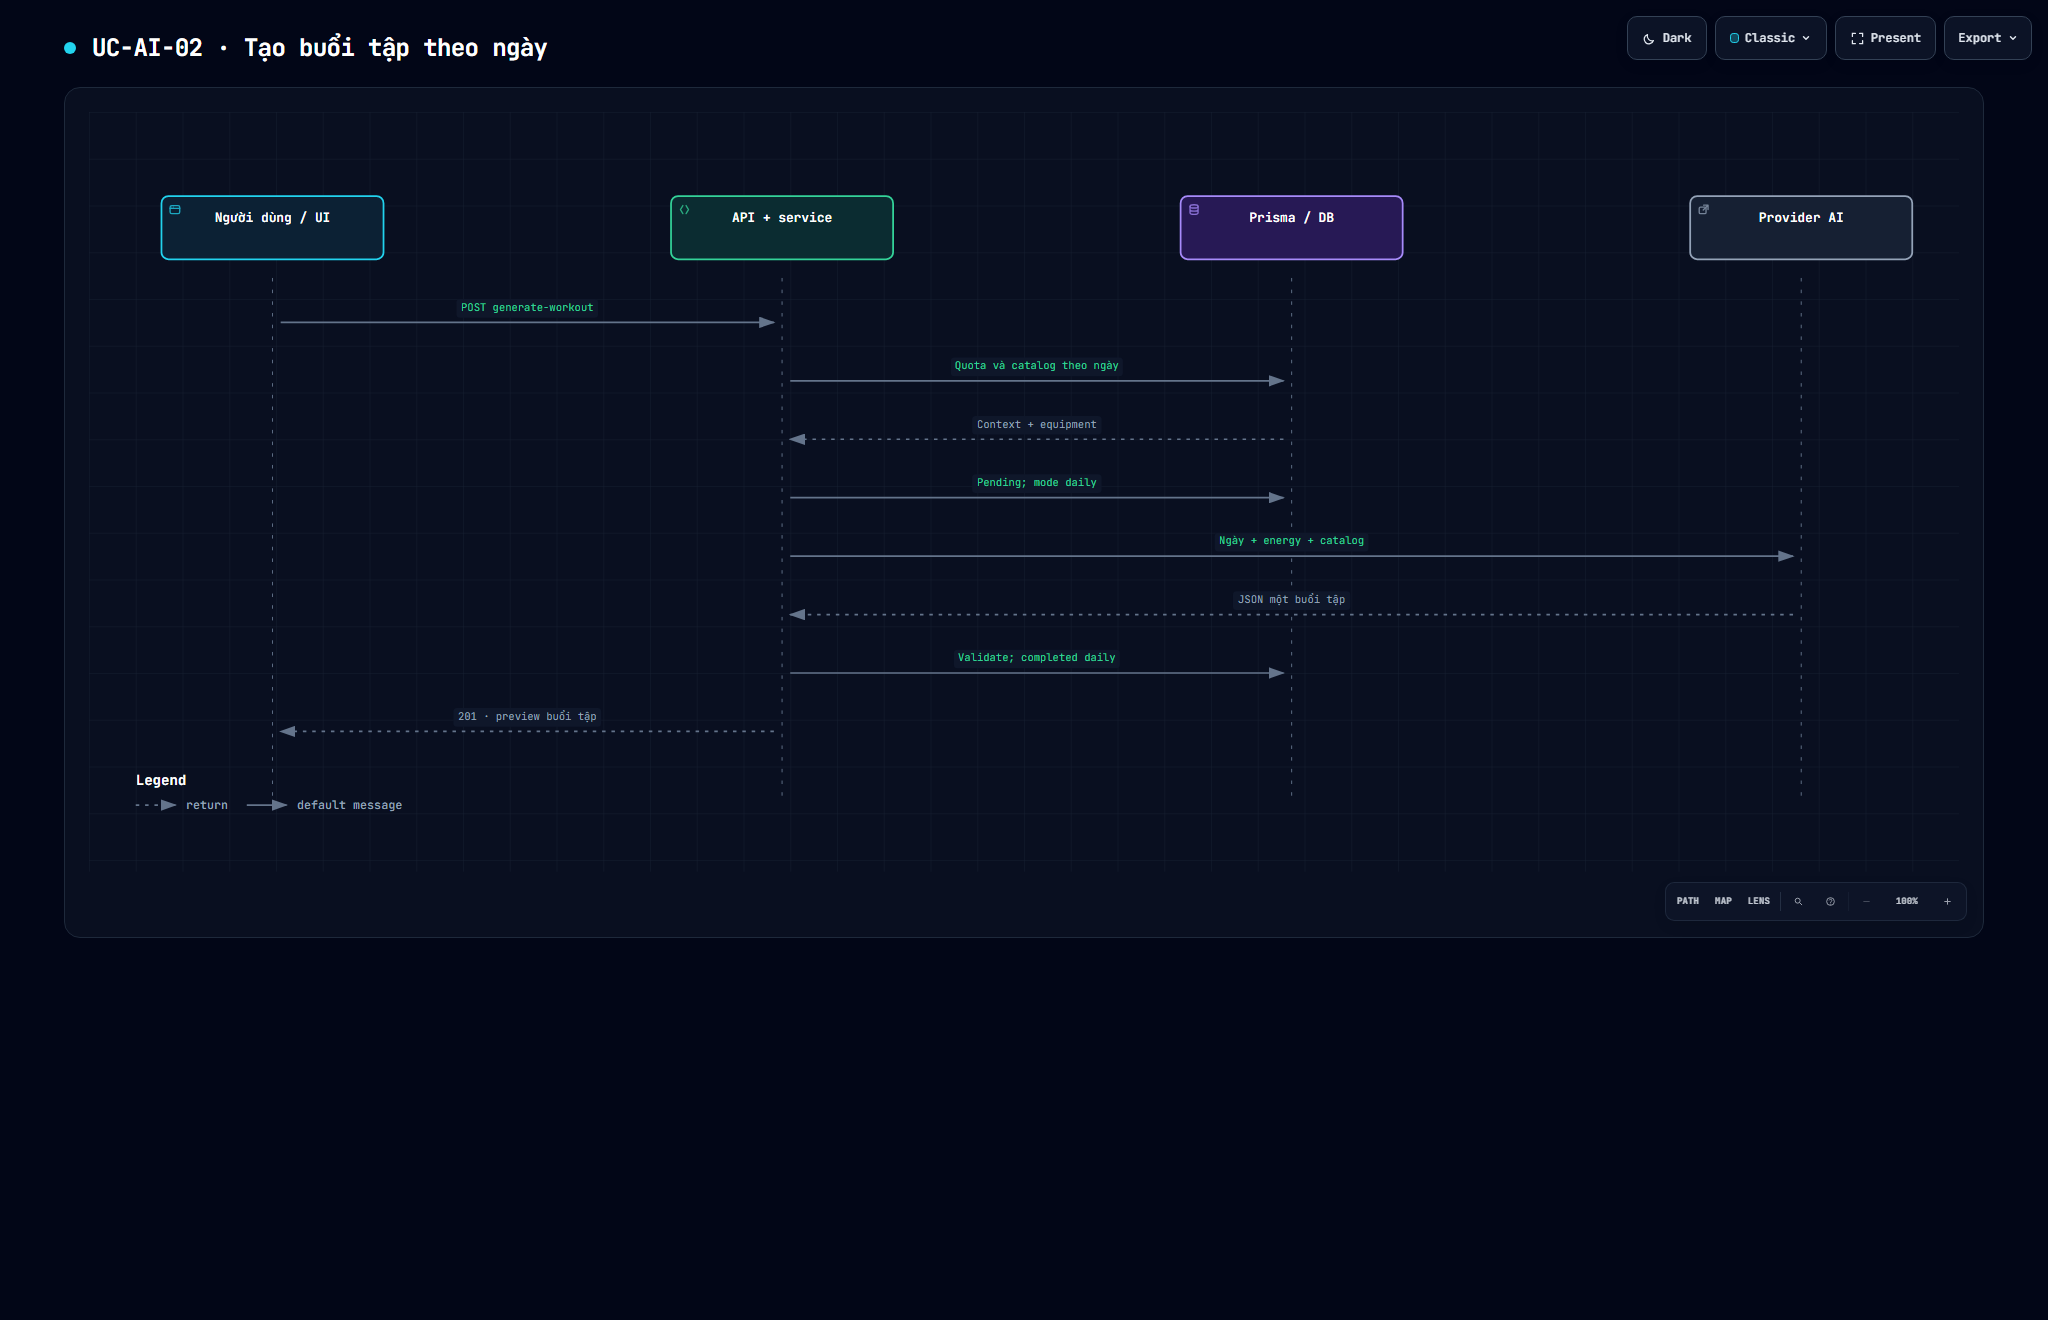 UC-AI-02 · Tạo buổi tập theo ngày
Dark
Classic
Present
Export
Người dùng / UI
API + service
Prisma / DB
Provider AI
POST generate-workout
Quota và catalog theo ngày
Context + equipment
Pending; mode daily
Ngày + energy + catalog
JSON một buổi tập
Validate; completed daily
201 · preview buổi tập
Legend
return
default message
PATH
MAP
LENS
100%